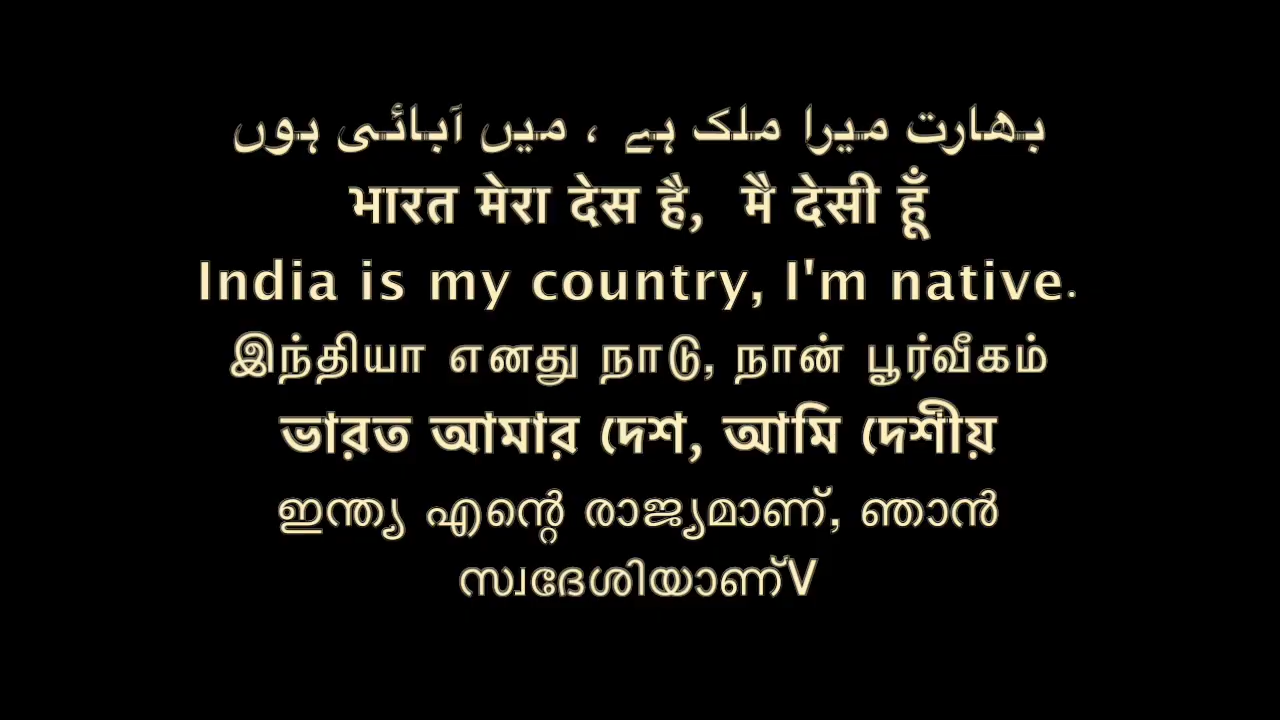 بھارت میرا ملک ہے ، میں آبائی ہوں
भारत मेरा देस है, मै देसी हूँ
India is my country, I'm native.
இந்தியா எனது நாடு, நான் பூர்வீகம்
ভারত আমার দেশ, আমি দেশীয়
ഇന്ത്യ എന്റെ രാജ്യമാണ്, ഞാൻ
സ്വദേശിയാണ്V